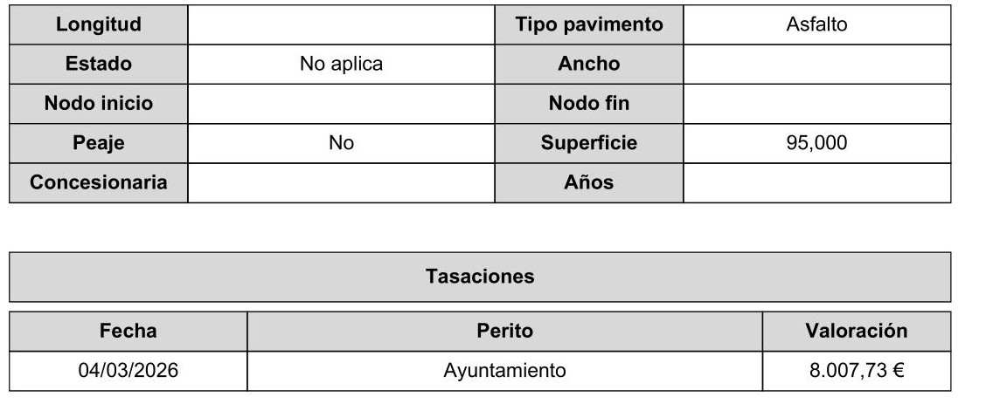 Longitud Tipo pavimento Asfalto
Estado No aplica Ancho
Nodo inicio Nodo fin
Peaje No Superficie 95,000
Concesionaria Años
Tasaciones
Fecha Perito Valoración
04/03/2026 Ayuntamiento 8.007,73 €